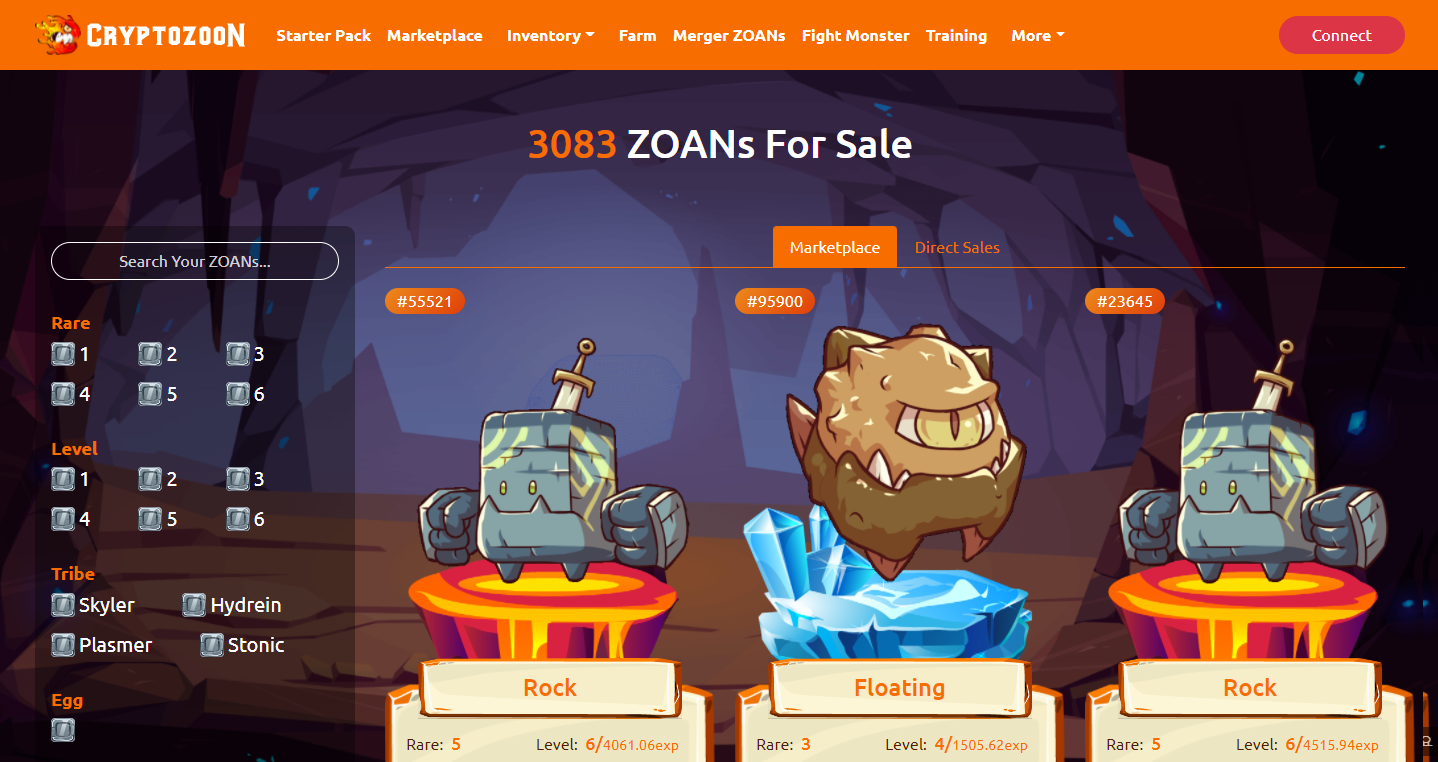 CRYPTOZOON Starter Pack Marketplace Inventory Farm Merger ZOANs Fight Monster Training More Connect
3083 ZOANs For Sale
Search Your ZOANs...
Rare
1 2 3
4 5 6
Level
1 2 3
4 5 6
Tribe
Skyler Hydrein
Plasmer Stonic
Egg
Marketplace Direct Sales
#55521 #95900 #23645
Rock Floating Rock
Rare: 5 Level: 6/4061.06exp Rare: 3 Level: 4/1505.62exp Rare: 5 Level: 6/4515.94exp